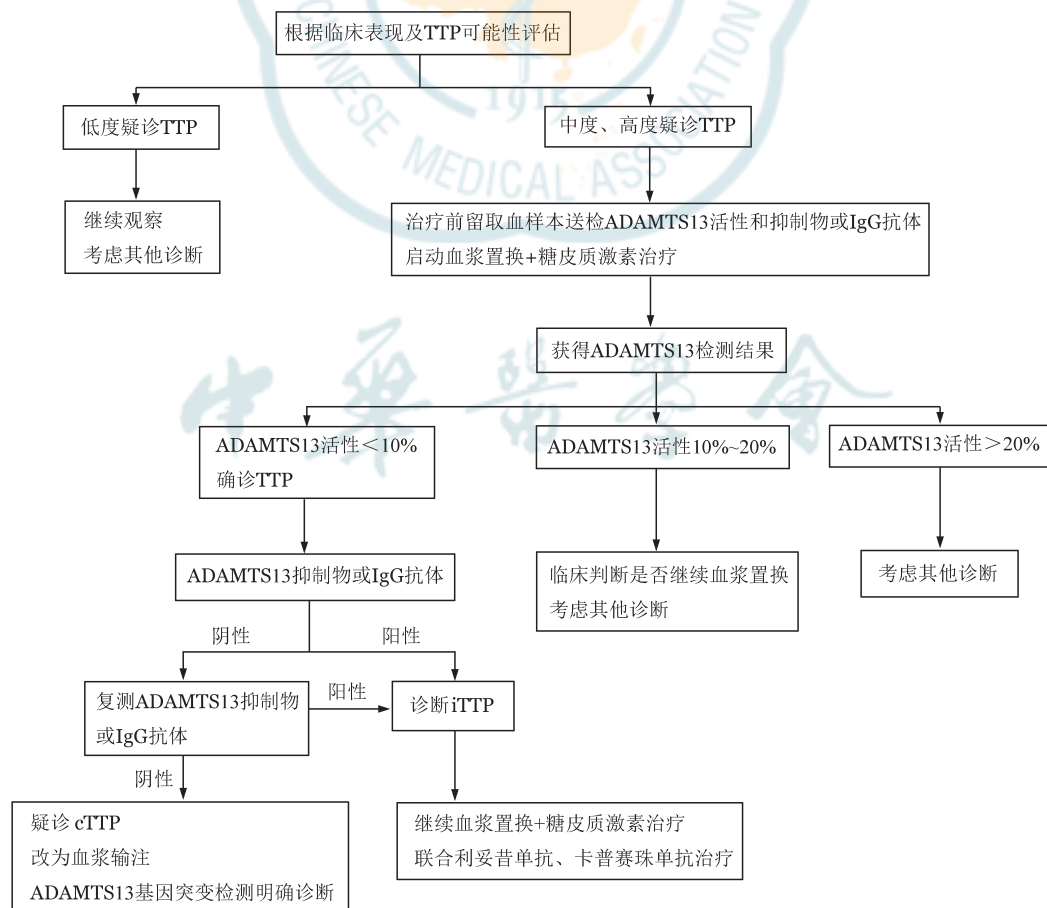 根据临床表现及TTP可能性评估
低度疑诊TTP
中度、高度疑诊TTP
继续观察
考虑其他诊断
治疗前留取血样本送检ADAMTS13活性和抑制物或IgG抗体
启动血浆置换+糖皮质激素治疗
获得ADAMTS13检测结果
ADAMTS13活性＜10%
确诊TTP
ADAMTS13活性10%~20%
ADAMTS13活性＞20%
ADAMTS13抑制物或IgG抗体
临床判断是否继续血浆置换
考虑其他诊断
考虑其他诊断
阴性
阳性
复测ADAMTS13抑制物
或IgG抗体
阳性
诊断iTTP
阴性
疑诊 cTTP
改为血浆输注
ADAMTS13基因突变检测明确诊断
继续血浆置换+糖皮质激素治疗
联合利妥昔单抗、卡普赛珠单抗治疗
CHINESE MEDICAL ASSOCIATION
1915
中华医学会